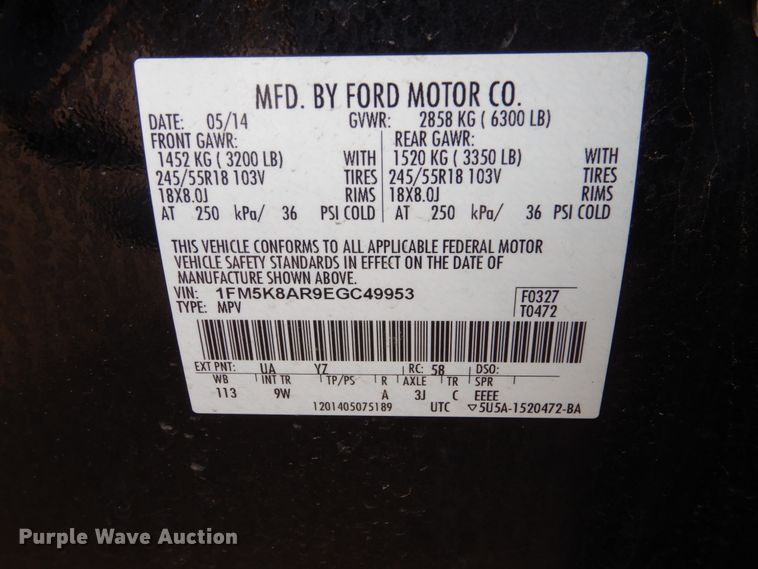 MFD. BY FORD MOTOR CO.
DATE: 05/14 GVWR: 2858 KG ( 6300 LB)
FRONT GAWR: REAR GAWR:
1452 KG ( 3200 LB) WITH 1520 KG ( 3350 LB) WITH
245/55R18 103V TIRES 245/55R18 103V TIRES
18X8.0J RIMS 18X8.0J RIMS
AT 250 kPa/ 36 PSI COLD AT 250 kPa/ 36 PSI COLD
THIS VEHICLE CONFORMS TO ALL APPLICABLE FEDERAL MOTOR
VEHICLE SAFETY STANDARDS IN EFFECT ON THE DATE OF
MANUFACTURE SHOWN ABOVE.
VIN: 1FM5K8AR9EGC49953 F0327
TYPE: MPV T0472
EXT PNT: UA YZ RC: 58 DSO:
WB INT TR TP/PS R AXLE TR SPR
113 9W A 3J C EEEE
1201405075189 UTC ▽5U5A-1520472-BA
Purple Wave Auction